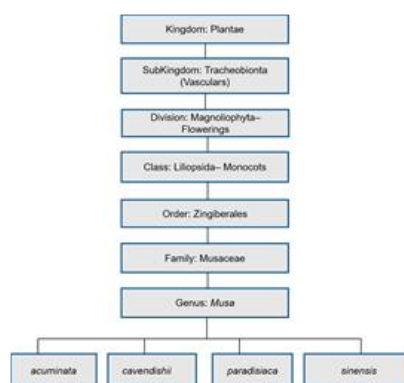 Kingdom: Plantae
SubKingdom: Tracheobionta
(Vasculars)
Division: Magnoliophyta–
Flowerings
Class: Liliopsida– Monocots
Order: Zingiberales
Family: Musaceae
Genus: Musa
acuminata
cavendishii
paradisiaca
sinensis